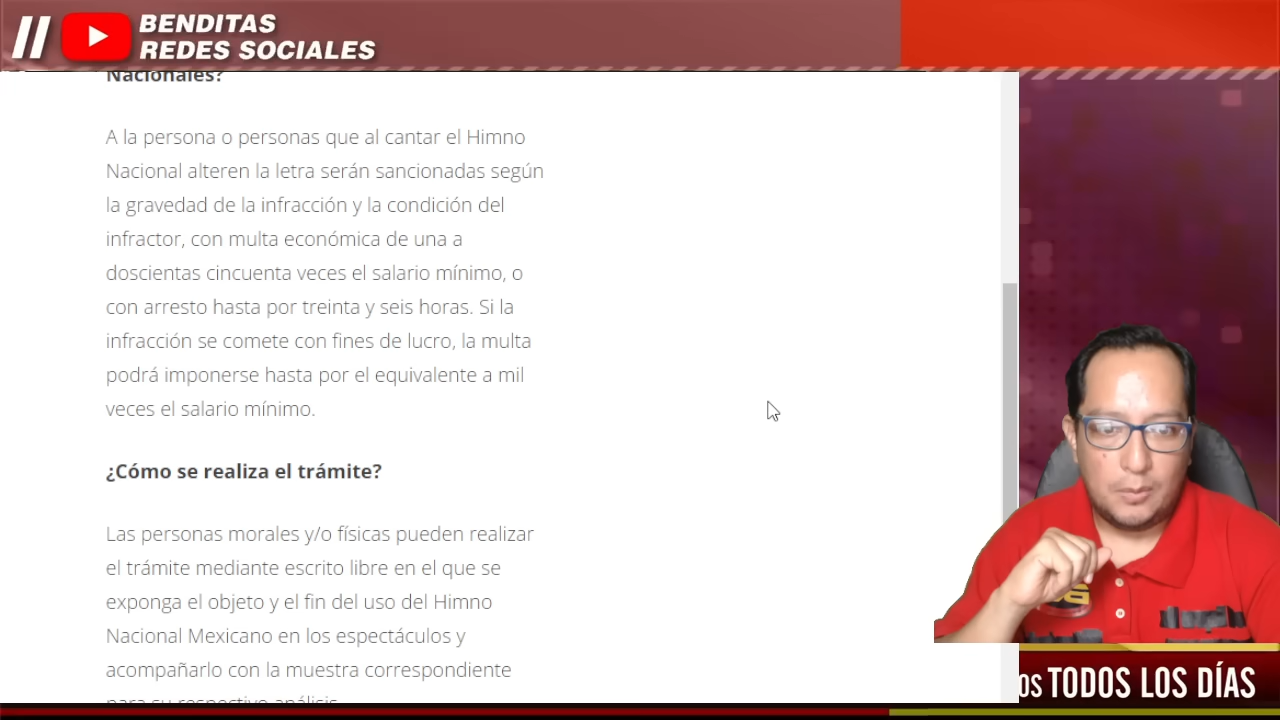 BENDITAS
REDES SOCIALES
Nacionales?
A la persona o personas que al cantar el Himno
Nacional alteren la letra serán sancionadas según
la gravedad de la infracción y la condición del
infractor, con multa económica de una a
doscientas cincuenta veces el salario mínimo, o
con arresto hasta por treinta y seis horas. Si la
infracción se comete con fines de lucro, la multa
podrá imponerse hasta por el equivalente a mil
veces el salario mínimo.
¿Cómo se realiza el trámite?
Las personas morales y/o físicas pueden realizar
el trámite mediante escrito libre en el que se
exponga el objeto y el fin del uso del Himno
Nacional Mexicano en los espectáculos y
acompañarlo con la muestra correspondiente
para su respectivo análisis.
OS TODOS LOS DÍAS